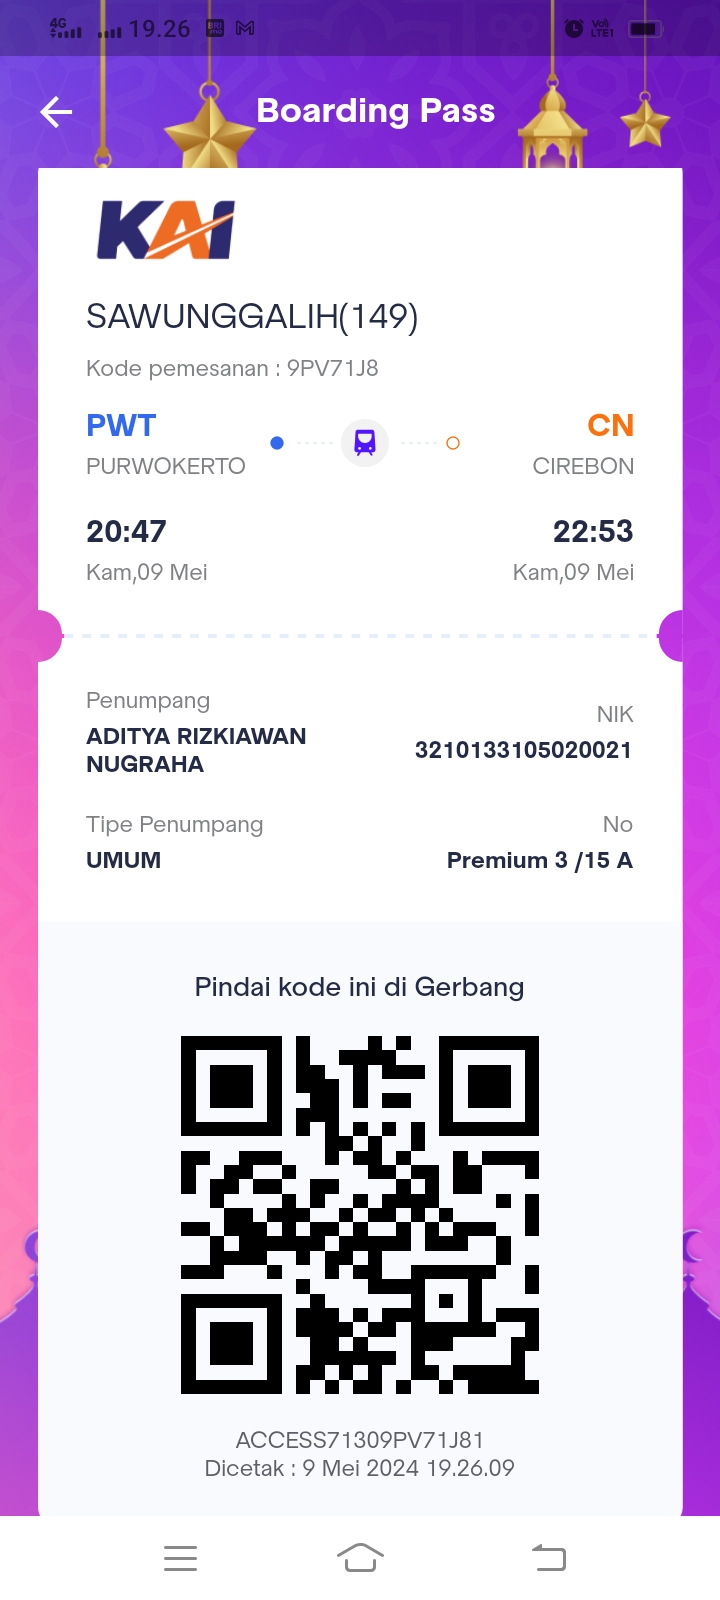 4G 19.26 BRI mo M Vo) LTE1
Boarding Pass
KAI
SAWUNGGALIH(149)
Kode pemesanan : 9PV71J8
PWT CN
PURWOKERTO CIREBON
20:47 22:53
Kam,09 Mei Kam,09 Mei
Penumpang NIK
ADITYA RIZKIAWAN
NUGRAHA 3210133105020021
Tipe Penumpang No
UMUM Premium 3 /15 A
Pindai kode ini di Gerbang
ACCESS71309PV71J81
Dicetak : 9 Mei 2024 19.26.09